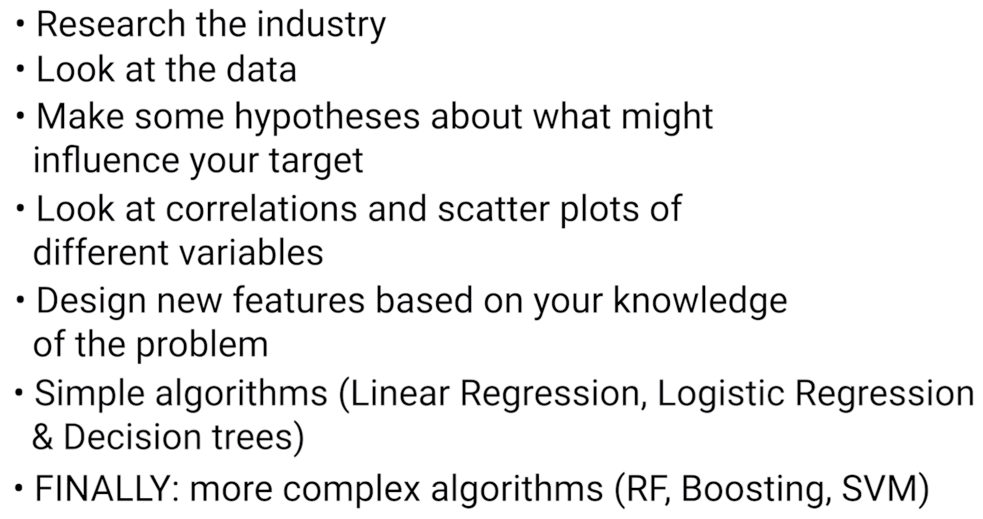 • Research the industry
• Look at the data
• Make some hypotheses about what might
influence your target
• Look at correlations and scatter plots of
different variables
• Design new features based on your knowledge
of the problem
• Simple algorithms (Linear Regression, Logistic Regression
& Decision trees)
• FINALLY: more complex algorithms (RF, Boosting, SVM)